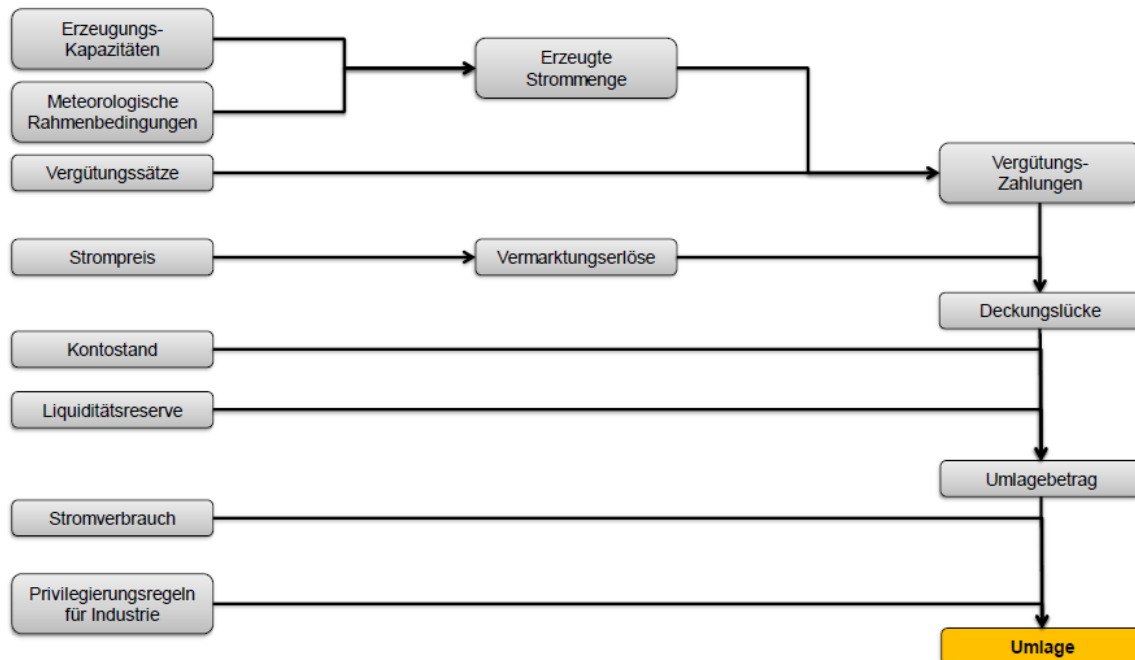 Erzeugungs-
Kapazitäten
Erzeugte
Strommenge
Meteorologische
Rahmenbedingungen
Vergütungssätze
Vergütungs-
Zahlungen
Strompreis
Vermarktungserlöse
Deckungslücke
Kontostand
Liquiditätsreserve
Umlagebetrag
Stromverbrauch
Privilegierungsregeln
für Industrie
Umlage